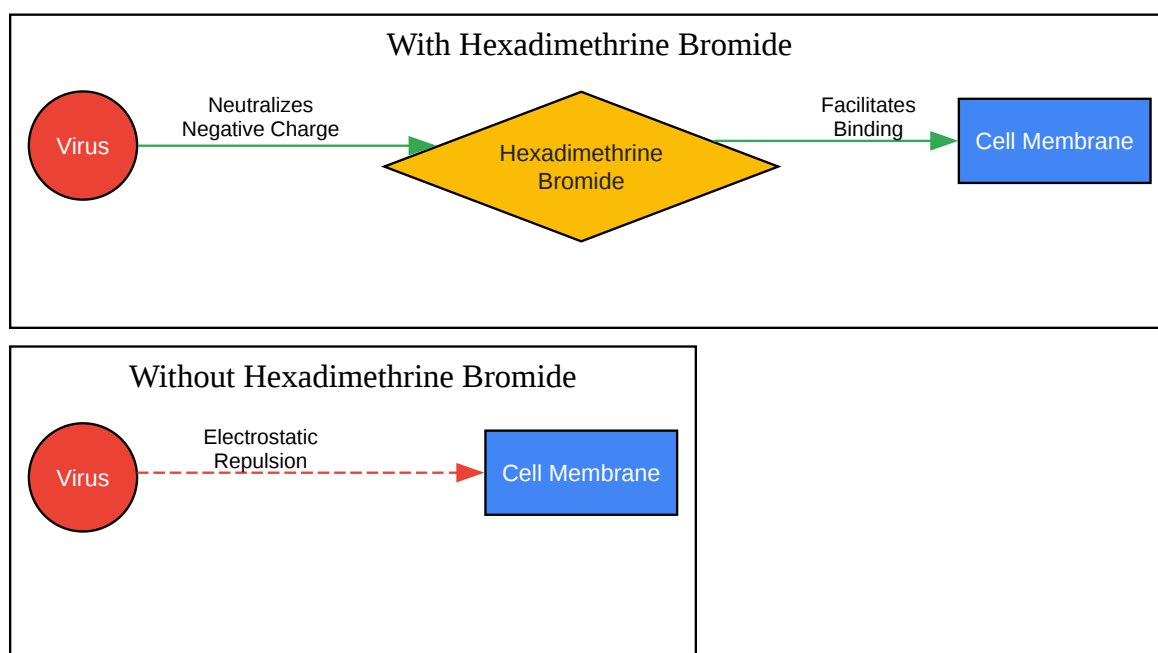 With Hexadimethrine Bromide
Neutralizes
Negative Charge
Facilitates
Binding
Virus
Hexadimethrine
Bromide
Cell Membrane
Without Hexadimethrine Bromide
Electrostatic
Repulsion
Virus
Cell Membrane